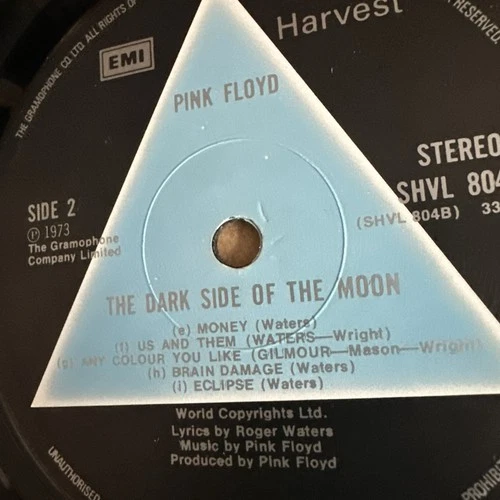 THE GRAMOPHONE CO LTD ALL RIGHTS
RESERVED
EMI
Harvest
PINK FLOYD
STEREO
SHVL 804
(SHVL 804B) 33
SIDE 2
Ⓟ 1973
The Gramophone
Company Limited
THE DARK SIDE OF THE MOON
(e) MONEY (Waters)
(f) US AND THEM (WATERS—Wright)
(g) ANY COLOUR YOU LIKE (GILMOUR—Mason—Wright)
(h) BRAIN DAMAGE (Waters)
(i) ECLIPSE (Waters)
World Copyrights Ltd.
Lyrics by Roger Waters
Music by Pink Floyd
Produced by Pink Floyd
UNAUTHORISED